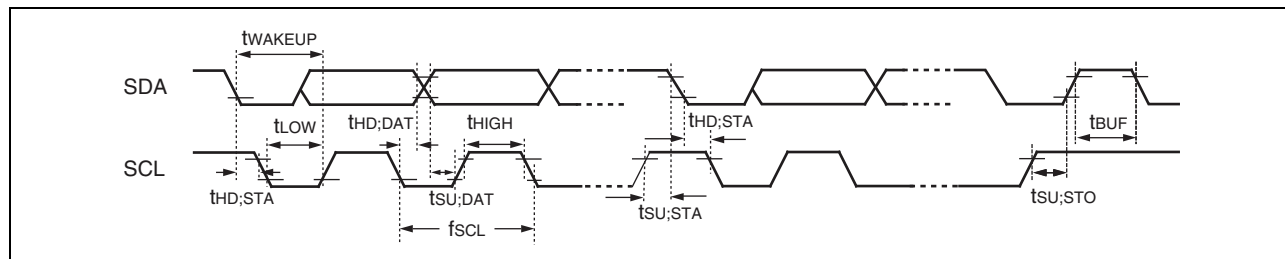 tWAKEUP
SDA
tLOW
tHD;DAT
tHIGH
tHD;STA
tBUF
SCL
tHD;STA
tSU;DAT
tSU;STA
tSU;STO
fSCL